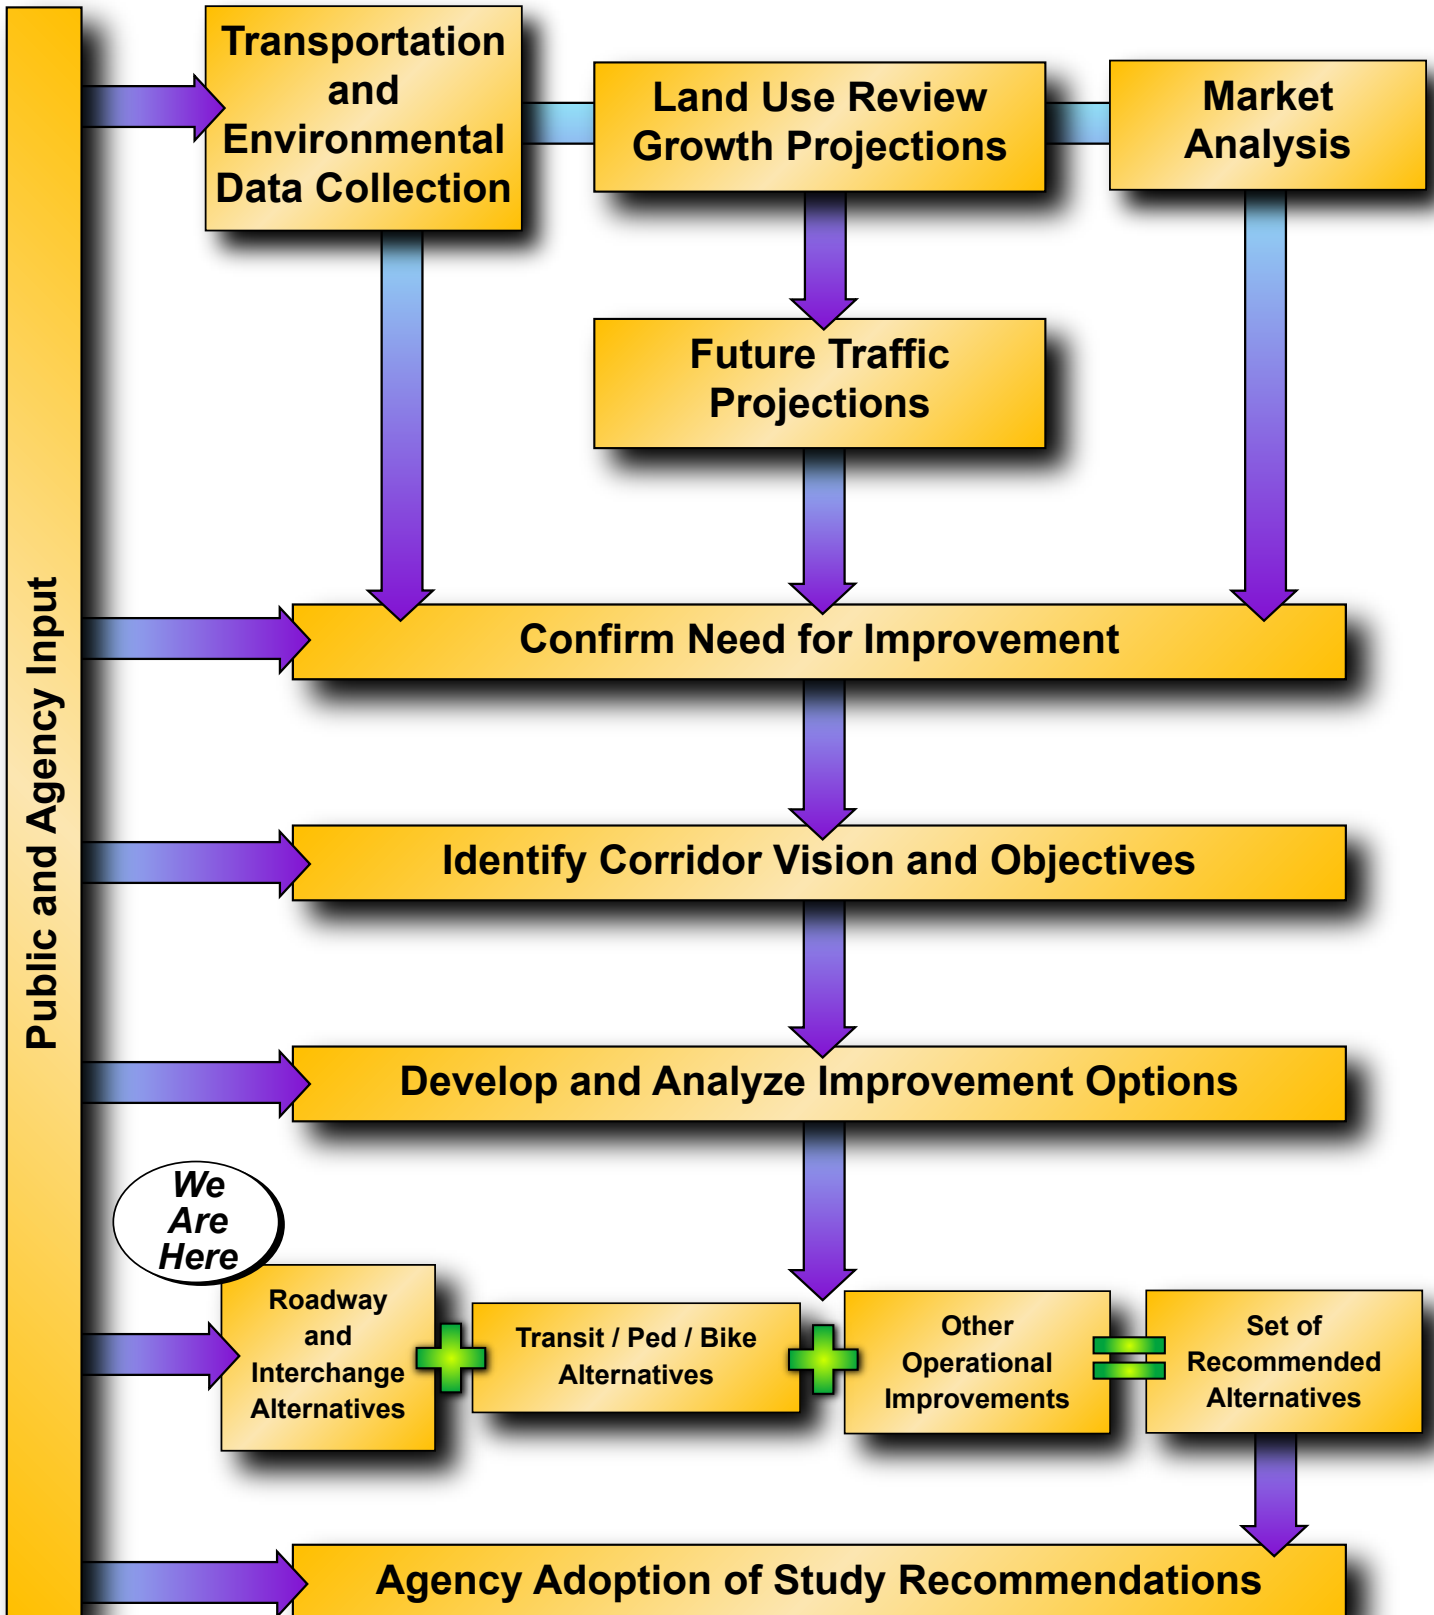 Public and Agency Input
Transportation
and
Environmental
Data Collection
Land Use Review
Growth Projections
Market
Analysis
Future Traffic
Projections
Confirm Need for Improvement
Identify Corridor Vision and Objectives
Develop and Analyze Improvement Options
We
Are
Here
Roadway
and
Interchange
Alternatives
Transit / Ped / Bike
Alternatives
Other
Operational
Improvements
Set of
Recommended
Alternatives
Agency Adoption of Study Recommendations